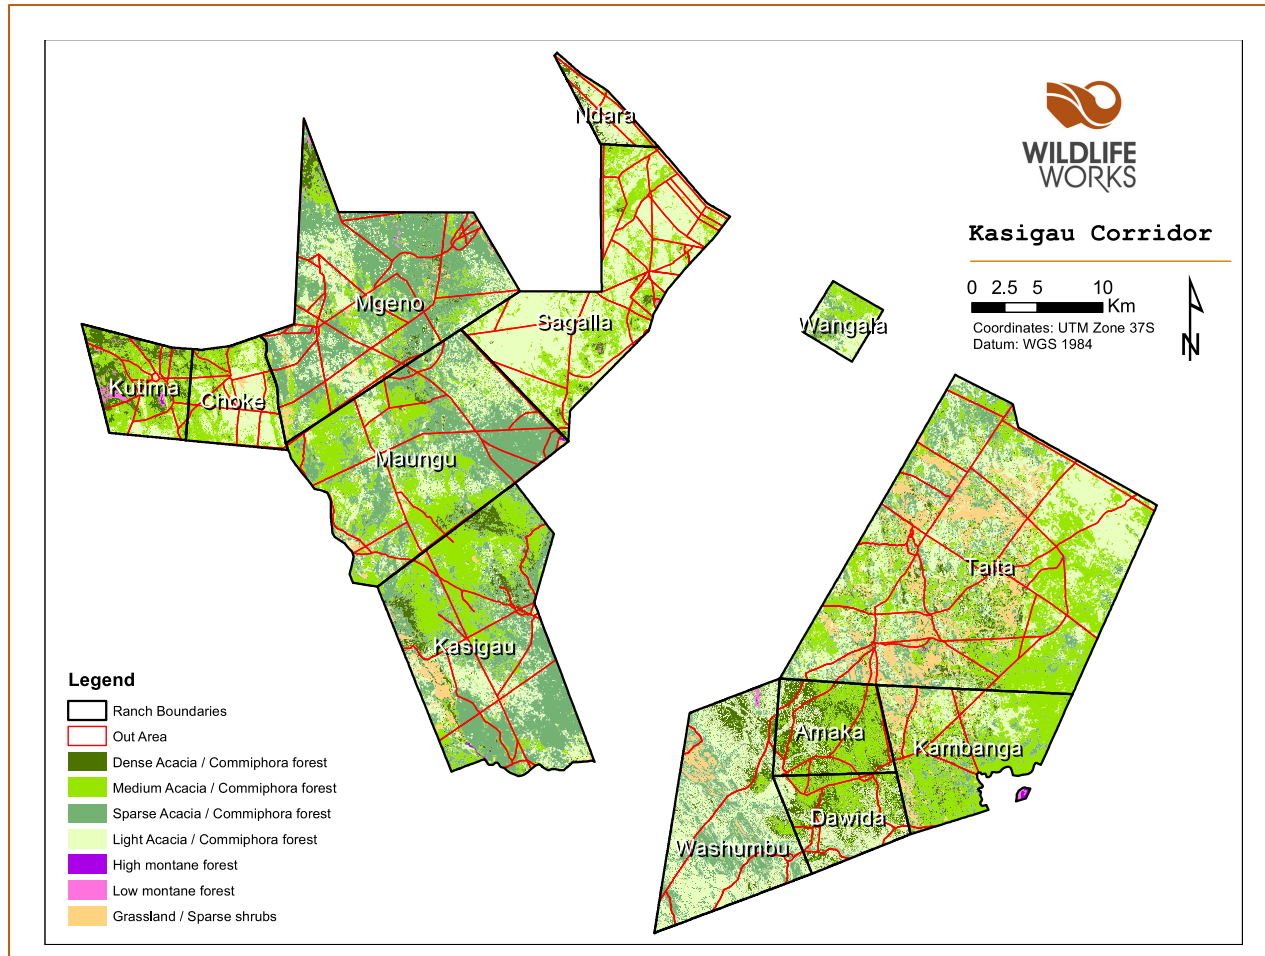 WILDLIFE
WORKS
Kasigau Corridor
0 2.5 5 10
Km
Coordinates: UTM Zone 37S
Datum: WGS 1984
N
Ndara
Mgeno
Sagalla
Wangala
Kutima
Choke
Maungu
Taita
Kasigau
Amaka
Kambanga
Dawida
Washumbu
Legend
Ranch Boundaries
Out Area
Dense Acacia / Commiphora forest
Medium Acacia / Commiphora forest
Sparse Acacia / Commiphora forest
Light Acacia / Commiphora forest
High montane forest
Low montane forest
Grassland / Sparse shrubs